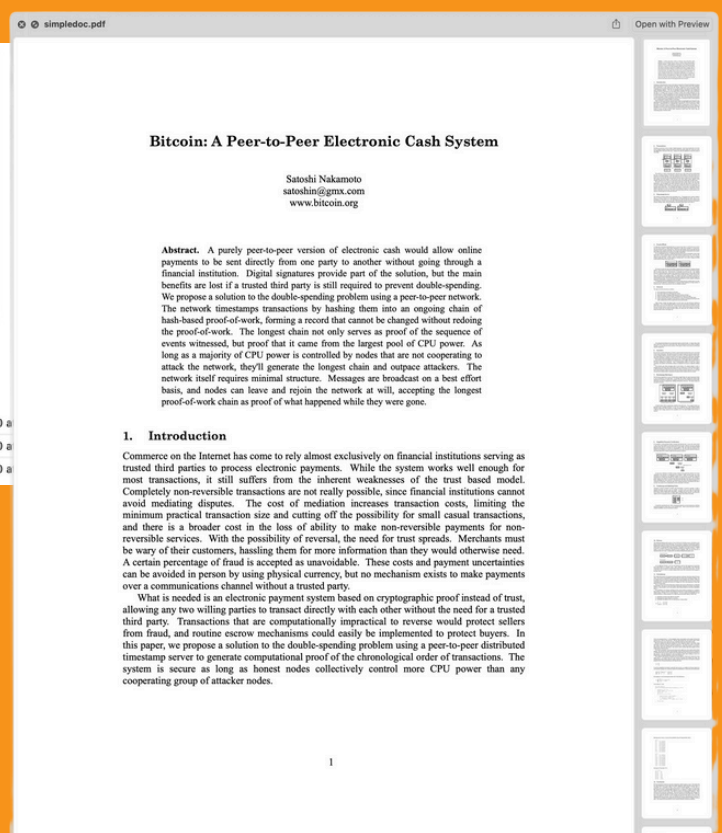 simpledoc.pdf
Open with Preview
Bitcoin: A Peer-to-Peer Electronic Cash System
Satoshi Nakamoto
satoshin@gmx.com
www.bitcoin.org
Abstract. A purely peer-to-peer version of electronic cash would allow online
payments to be sent directly from one party to another without going through a
financial institution. Digital signatures provide part of the solution, but the main
benefits are lost if a trusted third party is still required to prevent double-spending.
We propose a solution to the double-spending problem using a peer-to-peer network.
The network timestamps transactions by hashing them into an ongoing chain of
hash-based proof-of-work, forming a record that cannot be changed without redoing
the proof-of-work. The longest chain not only serves as proof of the sequence of
events witnessed, but proof that it came from the largest pool of CPU power. As
long as a majority of CPU power is controlled by nodes that are not cooperating to
attack the network, they'll generate the longest chain and outpace attackers. The
network itself requires minimal structure. Messages are broadcast on a best effort
basis, and nodes can leave and rejoin the network at will, accepting the longest
proof-of-work chain as proof of what happened while they were gone.
1. Introduction
Commerce on the Internet has come to rely almost exclusively on financial institutions serving as
trusted third parties to process electronic payments. While the system works well enough for
most transactions, it still suffers from the inherent weaknesses of the trust based model.
Completely non-reversible transactions are not really possible, since financial institutions cannot
avoid mediating disputes. The cost of mediation increases transaction costs, limiting the
minimum practical transaction size and cutting off the possibility for small casual transactions,
and there is a broader cost in the loss of ability to make non-reversible payments for non-
reversible services. With the possibility of reversal, the need for trust spreads. Merchants must
be wary of their customers, hassling them for more information than they would otherwise need.
A certain percentage of fraud is accepted as unavoidable. These costs and payment uncertainties
can be avoided in person by using physical currency, but no mechanism exists to make payments
over a communications channel without a trusted party.
What is needed is an electronic payment system based on cryptographic proof instead of trust,
allowing any two willing parties to transact directly with each other without the need for a trusted
third party. Transactions that are computationally impractical to reverse would protect sellers
from fraud, and routine escrow mechanisms could easily be implemented to protect buyers. In
this paper, we propose a solution to the double-spending problem using a peer-to-peer distributed
timestamp server to generate computational proof of the chronological order of transactions. The
system is secure as long as honest nodes collectively control more CPU power than any
cooperating group of attacker nodes.
1